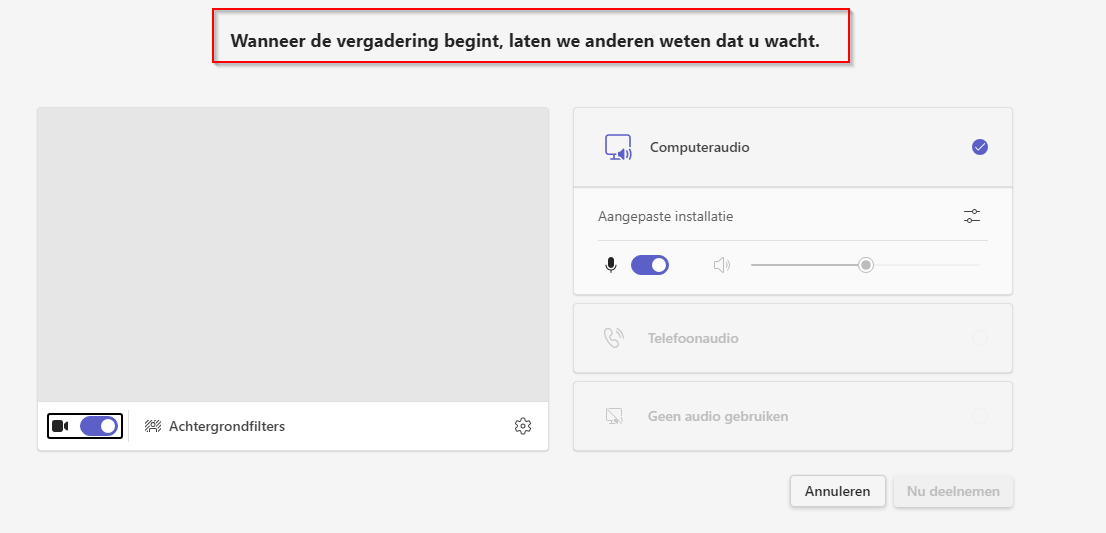 Wanneer de vergadering begint, laten we anderen weten dat u wacht.
Computeraudio
Aangepaste installatie
Telefoonaudio
Geen audio gebruiken
Achtergrondfilters
Annuleren
Nu deelnemen